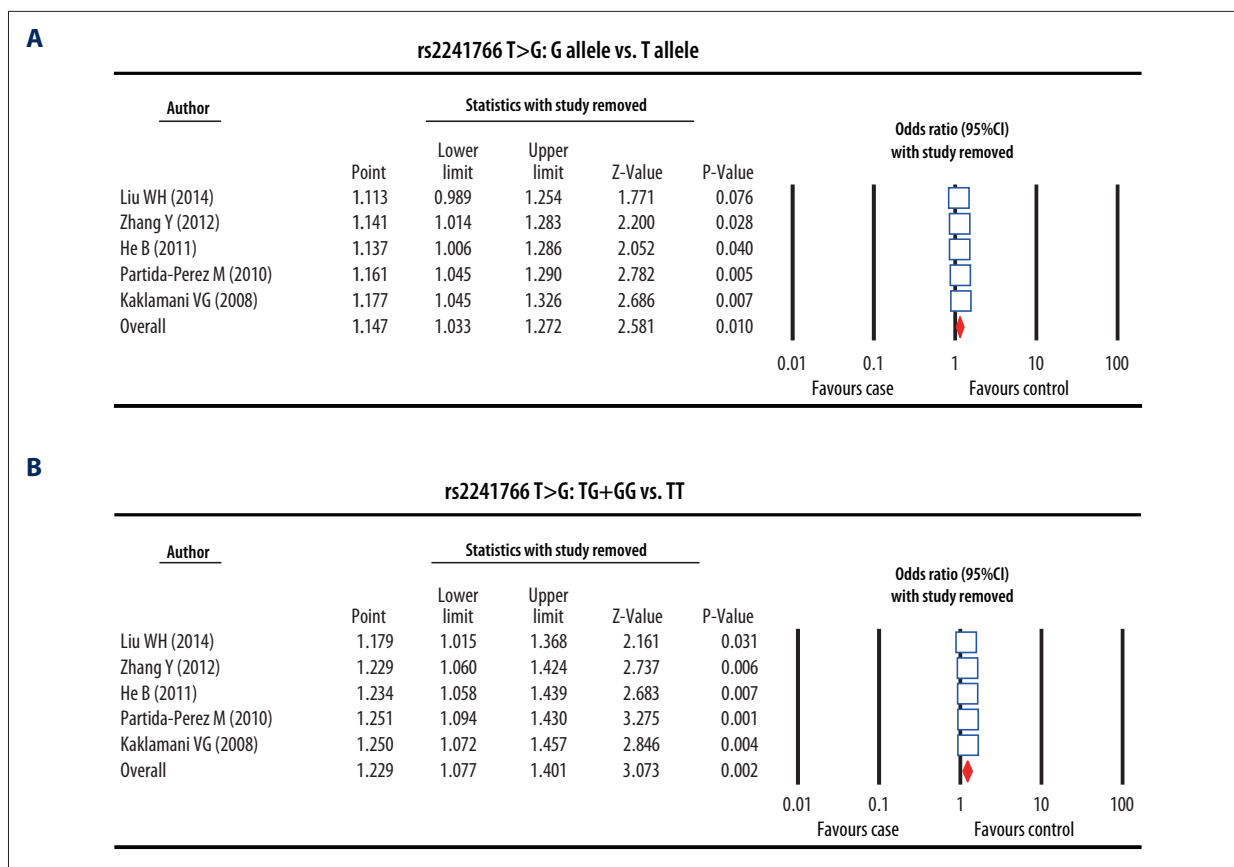 A
rs2241766 T>G: G allele vs. T allele
Author
Statistics with study removed
Odds ratio (95%CI)
with study removed
Point Lower limit Upper limit Z-Value P-Value
Liu WH (2014) 1.113 0.989 1.254 1.771 0.076
Zhang Y (2012) 1.141 1.014 1.283 2.200 0.028
He B (2011) 1.137 1.006 1.286 2.052 0.040
Partida-Perez M (2010) 1.161 1.045 1.290 2.782 0.005
Kaklamani VG (2008) 1.177 1.045 1.326 2.686 0.007
Overall 1.147 1.033 1.272 2.581 0.010
0.01 0.1 1 10 100
Favours case Favours control
B
rs2241766 T>G: TG+GG vs. TT
Author
Statistics with study removed
Odds ratio (95%CI)
with study removed
Point Lower limit Upper limit Z-Value P-Value
Liu WH (2014) 1.179 1.015 1.368 2.161 0.031
Zhang Y (2012) 1.229 1.060 1.424 2.737 0.006
He B (2011) 1.234 1.058 1.439 2.683 0.007
Partida-Perez M (2010) 1.251 1.094 1.430 3.275 0.001
Kaklamani VG (2008) 1.250 1.072 1.457 2.846 0.004
Overall 1.229 1.077 1.401 3.073 0.002
0.01 0.1 1 10 100
Favours case Favours control